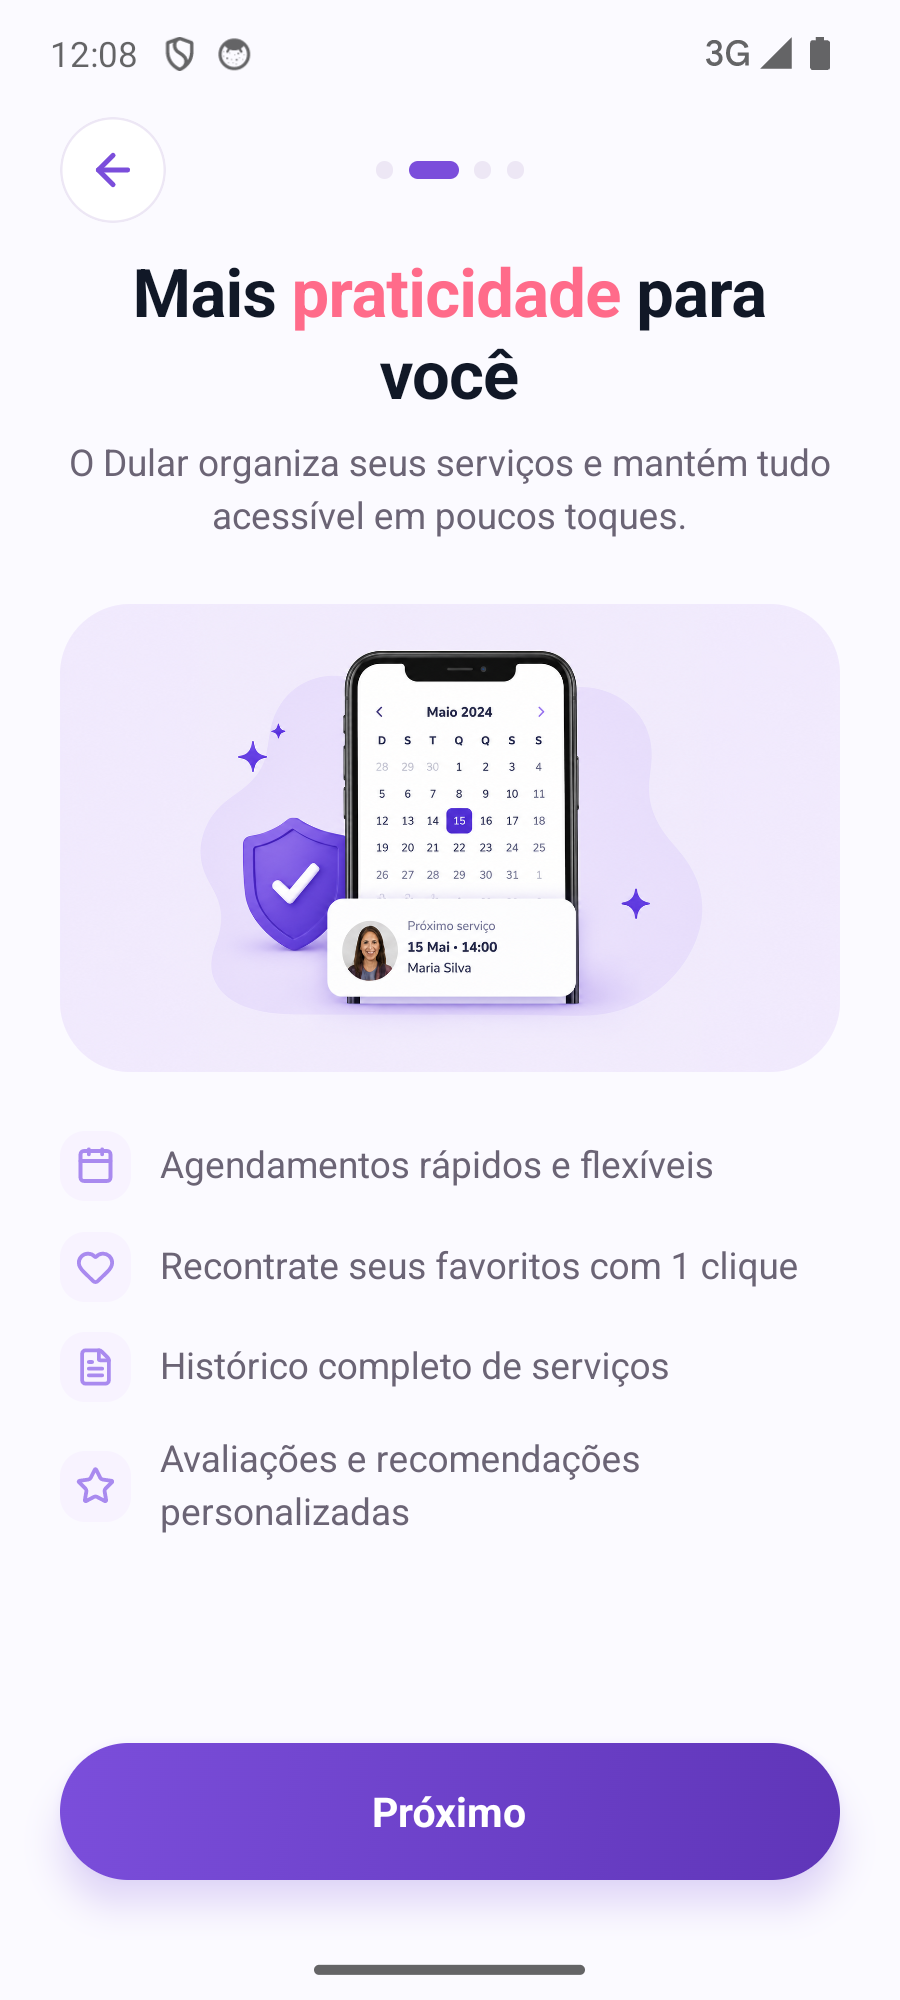 12:08
3G
Mais praticidade para
você
O Dular organiza seus serviços e mantém tudo
acessível em poucos toques.
Maio 2024
D S T Q Q S S
28 29 30 1 2 3 4
5 6 7 8 9 10 11
12 13 14 15 16 17 18
19 20 21 22 23 24 25
26 27 28 29 30 31 1
Próximo serviço
15 Mai • 14:00
Maria Silva
Agendamentos rápidos e flexíveis
Recontrate seus favoritos com 1 clique
Histórico completo de serviços
Avaliações e recomendações
personalizadas
Próximo